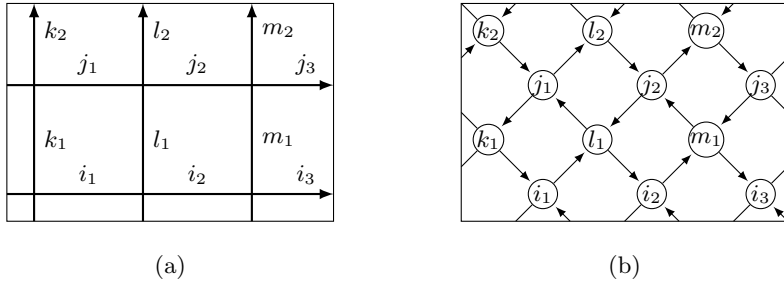 k₂ l₂ m₂
j₁ j₂ j₃
k₁ l₁ m₁
i₁ i₂ i₃
(a)
k₂ l₂ m₂
j₁ j₂ j₃
k₁ l₁ m₁
i₁ i₂ i₃
(b)